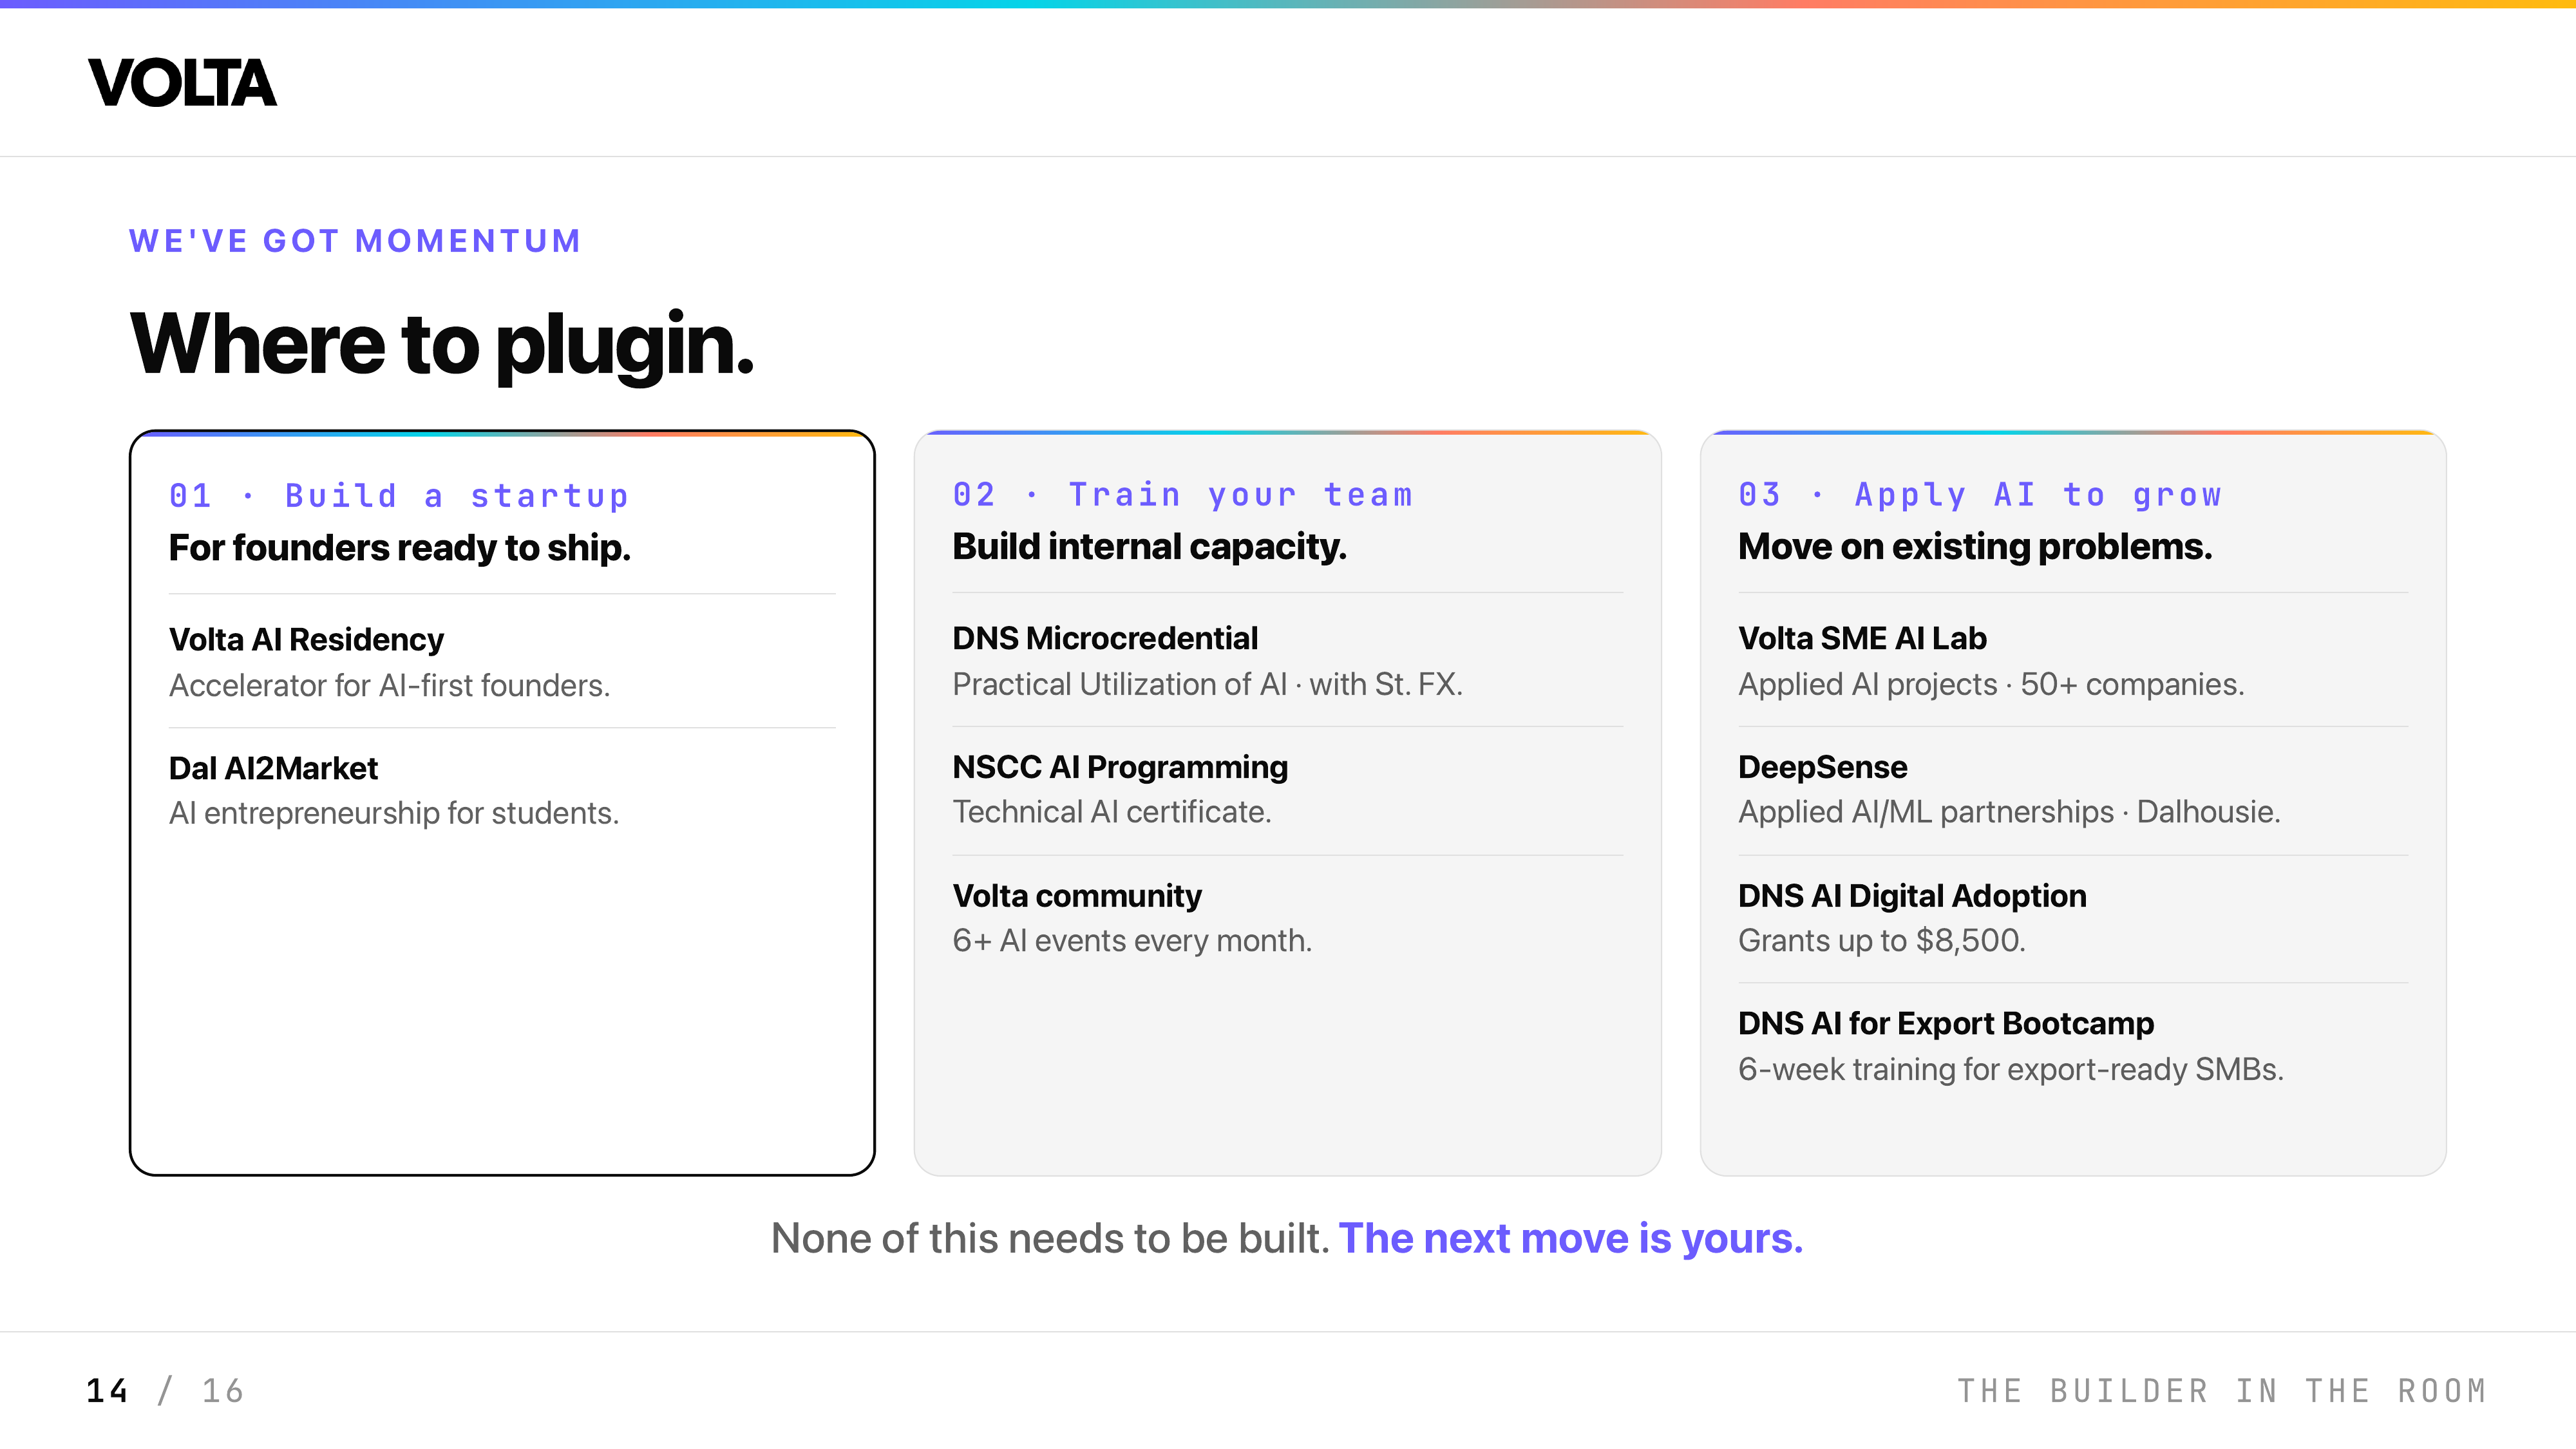 VOLTA
WE'VE GOT MOMENTUM
Where to plugin.
01 · Build a startup
For founders ready to ship.
Volta AI Residency
Accelerator for AI-first founders.
Dal AI2Market
AI entrepreneurship for students.
02 · Train your team
Build internal capacity.
DNS Microcredential
Practical Utilization of AI · with St. FX.
NSCC AI Programming
Technical AI certificate.
Volta community
6+ AI events every month.
03 · Apply AI to grow
Move on existing problems.
Volta SME AI Lab
Applied AI projects · 50+ companies.
DeepSense
Applied AI/ML partnerships · Dalhousie.
DNS AI Digital Adoption
Grants up to $8,500.
DNS AI for Export Bootcamp
6-week training for export-ready SMBs.
None of this needs to be built. The next move is yours.
14 / 16
THE BUILDER IN THE ROOM